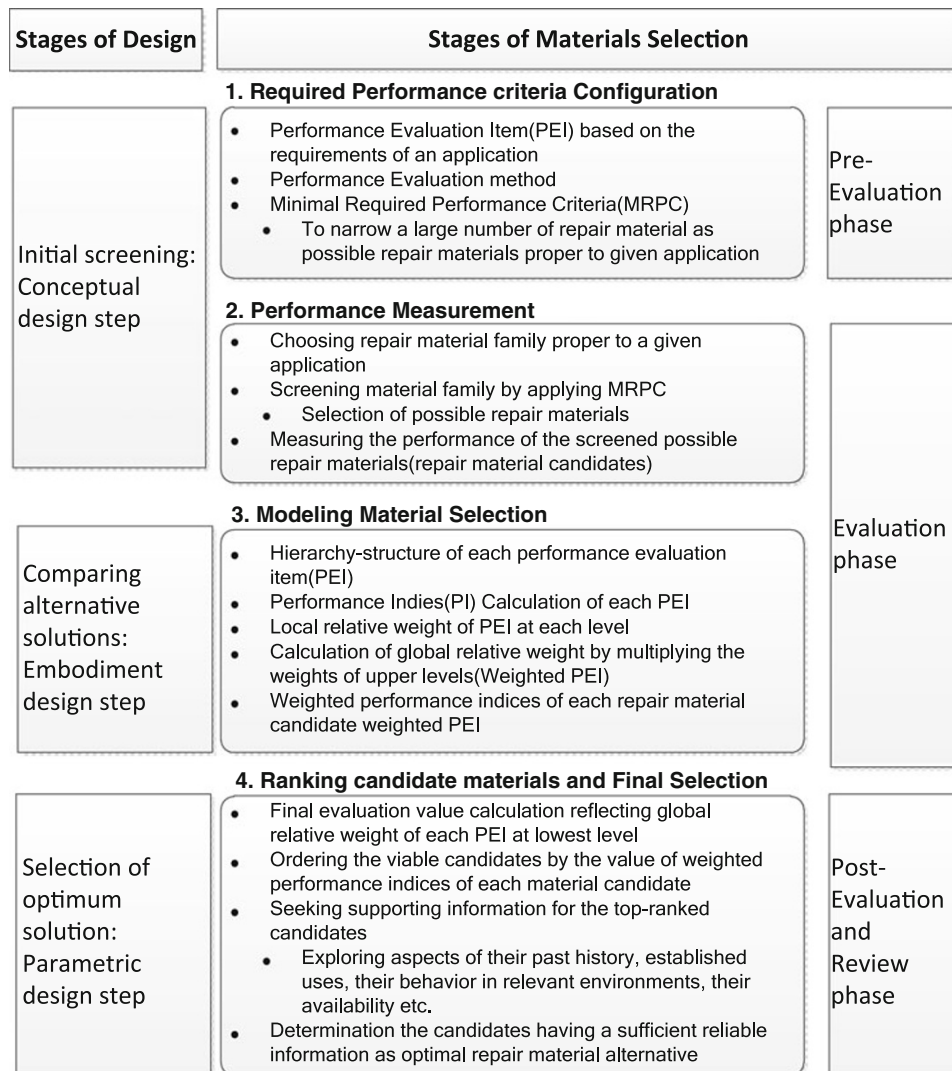 Stages of Design
Stages of Materials Selection
Initial screening:
Conceptual
design step
1. Required Performance criteria Configuration
• Performance Evaluation Item(PEI) based on the
requirements of an application
• Performance Evaluation method
• Minimal Required Performance Criteria(MRPC)
• To narrow a large number of repair material as
possible repair materials proper to given application
Pre-
Evaluation
phase
2. Performance Measurement
• Choosing repair material family proper to a given
application
• Screening material family by applying MRPC
• Selection of possible repair materials
• Measuring the performance of the screened possible
repair materials(repair material candidates)
Evaluation
phase
Comparing
alternative
solutions:
Embodiment
design step
3. Modeling Material Selection
• Hierarchy-structure of each performance evaluation
item(PEI)
• Performance Indies(PI) Calculation of each PEI
• Local relative weight of PEI at each level
• Calculation of global relative weight by multiplying the
weights of upper levels(Weighted PEI)
• Weighted performance indices of each repair material
candidate weighted PEI
Selection of
optimum
solution:
Parametric
design step
4. Ranking candidate materials and Final Selection
• Final evaluation value calculation reflecting global
relative weight of each PEI at lowest level
• Ordering the viable candidates by the value of weighted
performance indices of each material candidate
• Seeking supporting information for the top-ranked
candidates
• Exploring aspects of their past history, established
uses, their behavior in relevant environments, their
availability etc.
• Determination the candidates having a sufficient reliable
information as optimal repair material alternative
Post-
Evaluation
and
Review
phase